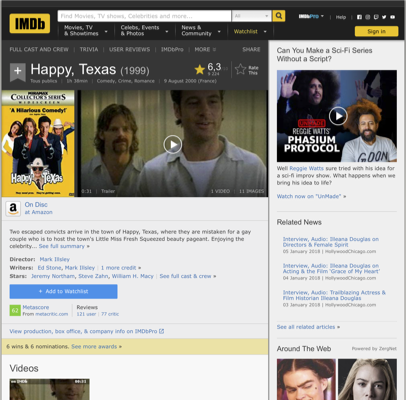 IMDb
Find Movies, TV shows, Celebrities and more...
All
IMDbPro
Help
Movies, TV & Showtimes
Celebs, Events & Photos
News & Community
Watchlist
Sign in
FULL CAST AND CREW | TRIVIA | USER REVIEWS | IMDbPro | MORE
SHARE
Happy, Texas (1999)
6,3
Rate This
Tous publics | 1h 38min | Comedy, Crime, Romance | 9 August 2000 (France)
MIRAMAX
COLLECTOR'S SERIES
WIDESCREEN
"A Hilarious Comedy!"
Happy Texas
0:31 | Trailer
1 VIDEO | 11 IMAGES
a
On Disc
at Amazon
Two escaped convicts arrive in the town of Happy, Texas, where they are mistaken for a gay
couple who is to host the town's Little Miss Fresh Squeezed beauty pageant. Enjoying the
celebrity... See full summary »
Director: Mark Illsley
Writers: Ed Stone, Mark Illsley | 1 more credit »
Stars: Jeremy Northam, Steve Zahn, William H. Macy | See full cast & crew »
+ Add to Watchlist
62
Metascore
From metacritic.com
Reviews
121 user | 77 critic
View production, box office, & company info on IMDbPro
6 wins & 6 nominations. See more awards »
Videos
Can You Make a Sci-Fi Series
Without a Script?
REGGIE WATTS'
PHASIUM
PROTOCOL
Well Reggie Watts sure tried with his idea for
a sci-fi improv show. What happens when we
bring his idea to life?
Watch now on "UnMade" »
Related News
Interview, Audio: Illeana Douglas on
Directors & Female Spirit
05 January 2018 | HollywoodChicago.com
Interview, Audio: Illeana Douglas on
Acting & the Film 'Grace of My Heart'
04 January 2018 | HollywoodChicago.com
Interview, Audio: Trailblazing Actress &
Film Historian Illeana Douglas
03 January 2018 | HollywoodChicago.com
See all related articles »
Around The Web
Powered by ZergNet